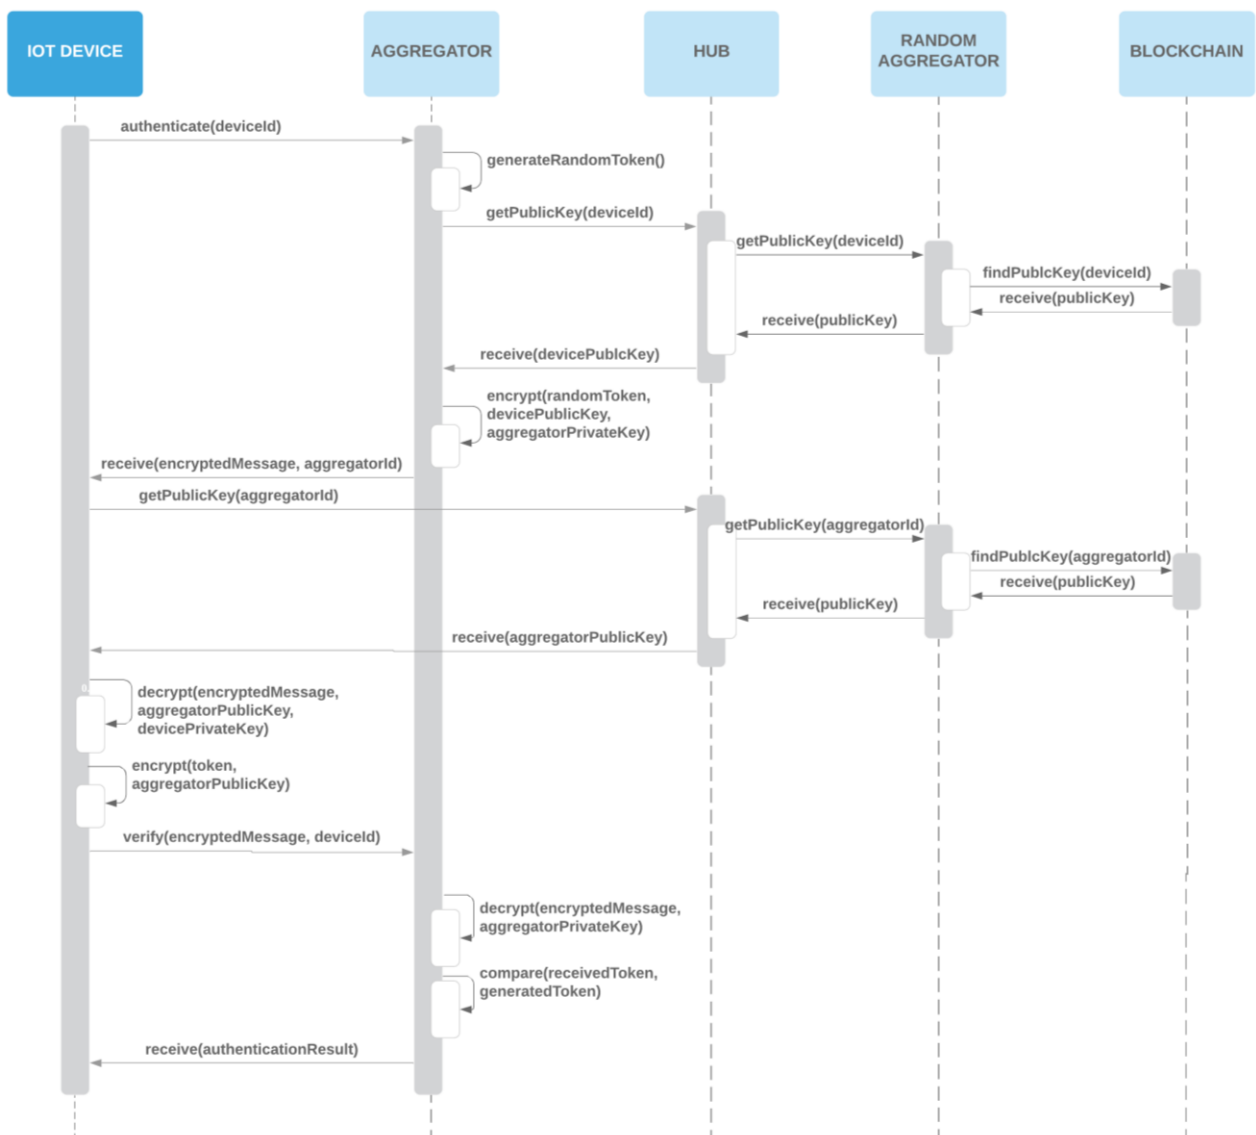 IOT DEVICE
AGGREGATOR
HUB
RANDOM
AGGREGATOR
BLOCKCHAIN
authenticate(deviceId)
generateRandomToken()
getPublicKey(deviceId)
getPublicKey(deviceId)
findPublcKey(deviceId)
receive(publicKey)
receive(publicKey)
receive(devicePublcKey)
encrypt(randomToken,
devicePublicKey,
aggregatorPrivateKey)
receive(encryptedMessage, aggregatorId)
getPublicKey(aggregatorId)
getPublicKey(aggregatorId)
findPublcKey(aggregatorId)
receive(publicKey)
receive(publicKey)
receive(aggregatorPublicKey)
decrypt(encryptedMessage,
aggregatorPublicKey,
devicePrivateKey)
encrypt(token,
aggregatorPublicKey)
verify(encryptedMessage, deviceId)
decrypt(encryptedMessage,
aggregatorPrivateKey)
compare(receivedToken,
generatedToken)
receive(authenticationResult)